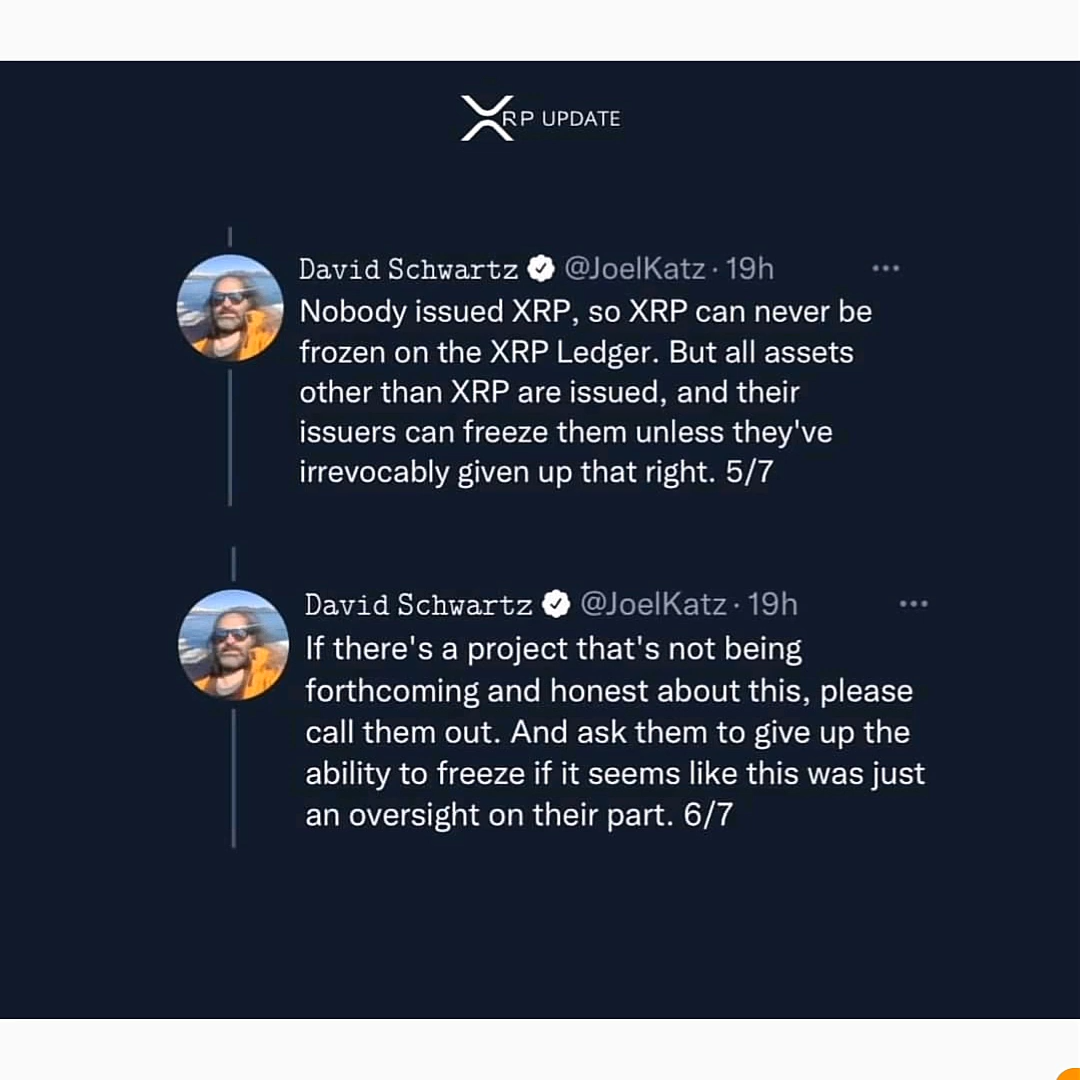 XRP UPDATE
David Schwartz @JoelKatz · 19h
Nobody issued XRP, so XRP can never be
frozen on the XRP Ledger. But all assets
other than XRP are issued, and their
issuers can freeze them unless they've
irrevocably given up that right. 5/7
David Schwartz @JoelKatz · 19h
If there's a project that's not being
forthcoming and honest about this, please
call them out. And ask them to give up the
ability to freeze if it seems like this was just
an oversight on their part. 6/7